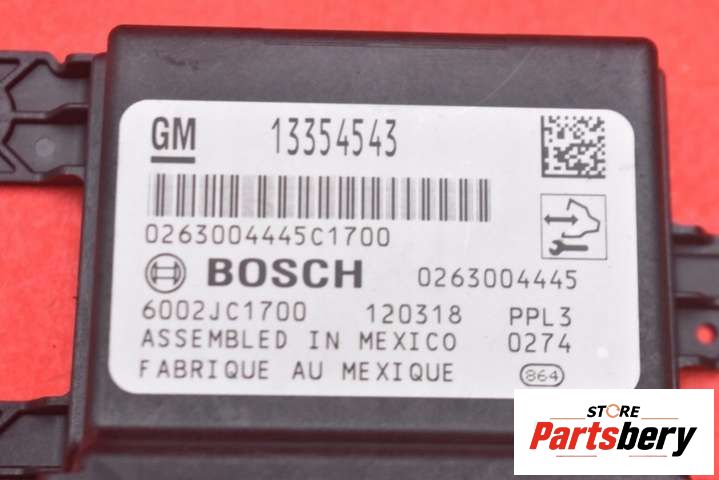 GM 13354543
0263004445C1700
BOSCH 0263004445
6002JC1700 120318 PPL3
ASSEMBLED IN MEXICO 0274
FABRIQUE AU MEXIQUE 864
STORE
Partsbery